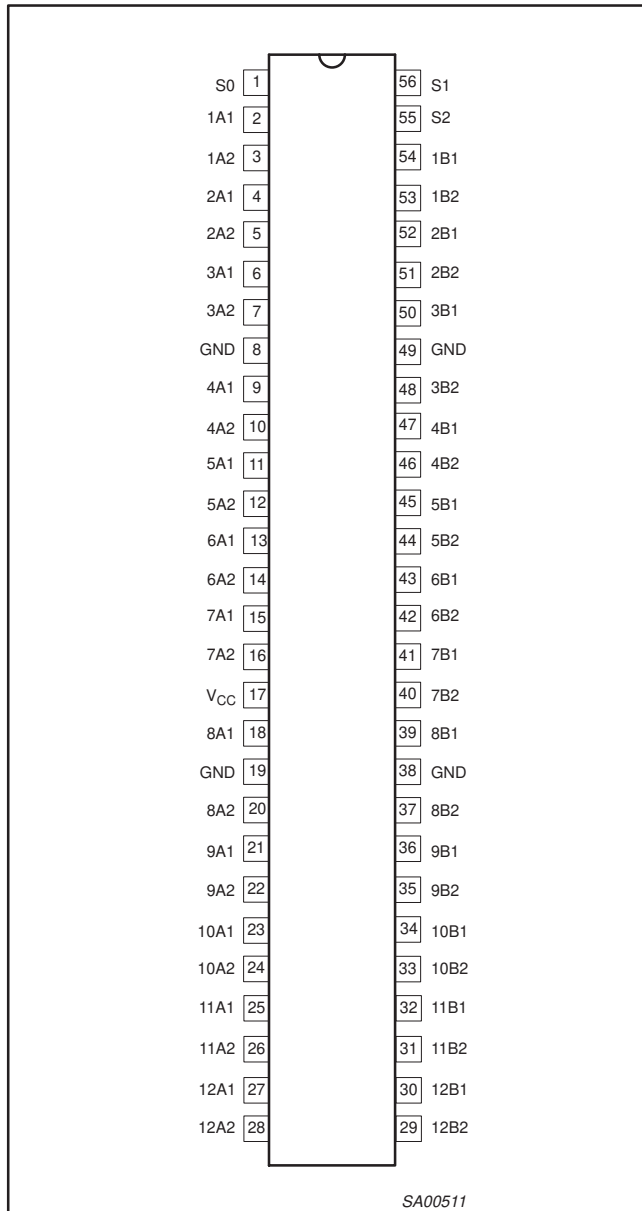 S0 1 56 S1
1A1 2 55 S2
1A2 3 54 1B1
2A1 4 53 1B2
2A2 5 52 2B1
3A1 6 51 2B2
3A2 7 50 3B1
GND 8 49 GND
4A1 9 48 3B2
4A2 10 47 4B1
5A1 11 46 4B2
5A2 12 45 5B1
6A1 13 44 5B2
6A2 14 43 6B1
7A1 15 42 6B2
7A2 16 41 7B1
VCC 17 40 7B2
8A1 18 39 8B1
GND 19 38 GND
8A2 20 37 8B2
9A1 21 36 9B1
9A2 22 35 9B2
10A1 23 34 10B1
10A2 24 33 10B2
11A1 25 32 11B1
11A2 26 31 11B2
12A1 27 30 12B1
12A2 28 29 12B2
SA00511